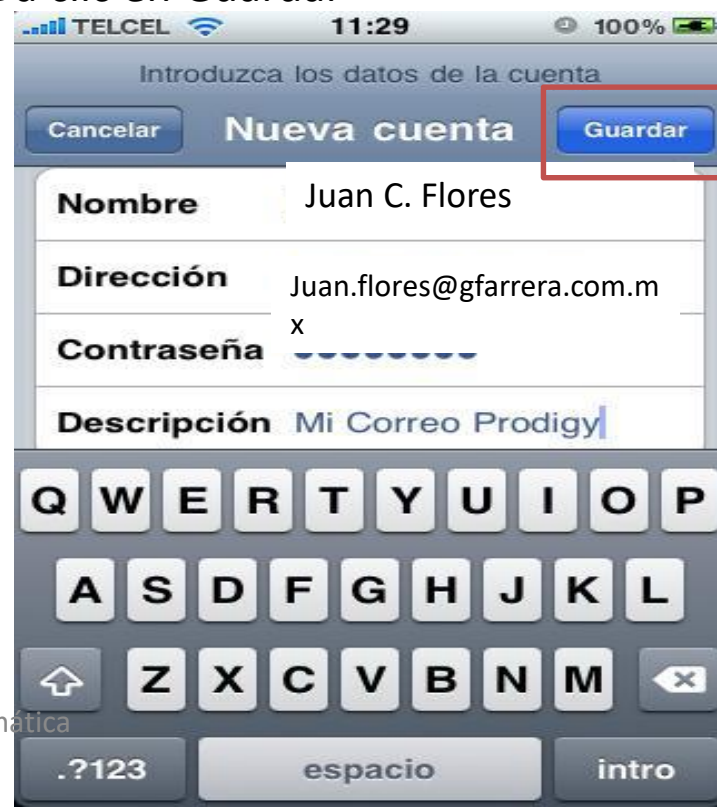 TELCEL 11:29 100%
Introduzca los datos de la cuenta
Cancelar Nueva cuenta Guardar
Nombre Juan C. Flores
Dirección Juan.flores@gfarrera.com.m
x
Contraseña
Descripción Mi Correo Prodigy
Q W E R T Y U I O P
A S D F G H J K L
Z X C V B N M
.?123 espacio intro